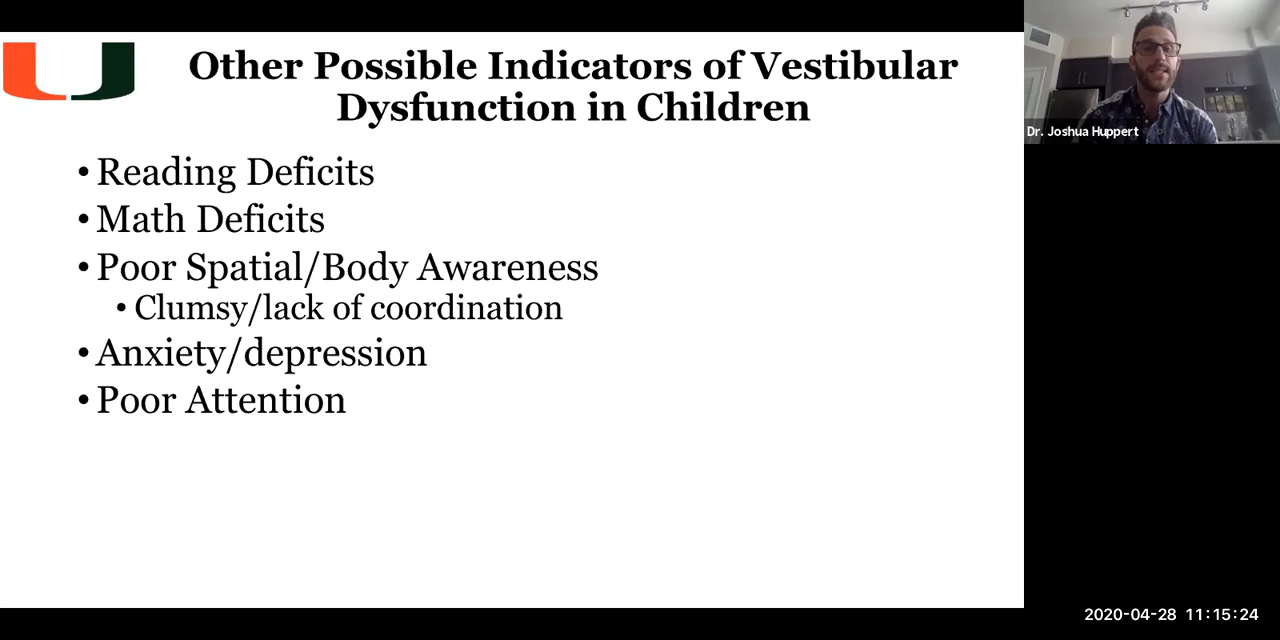 Other Possible Indicators of Vestibular
Dysfunction in Children
• Reading Deficits
• Math Deficits
• Poor Spatial/Body Awareness
• Clumsy/lack of coordination
• Anxiety/depression
• Poor Attention
Dr. Joshua Huppert
2020-04-28 11:15:24